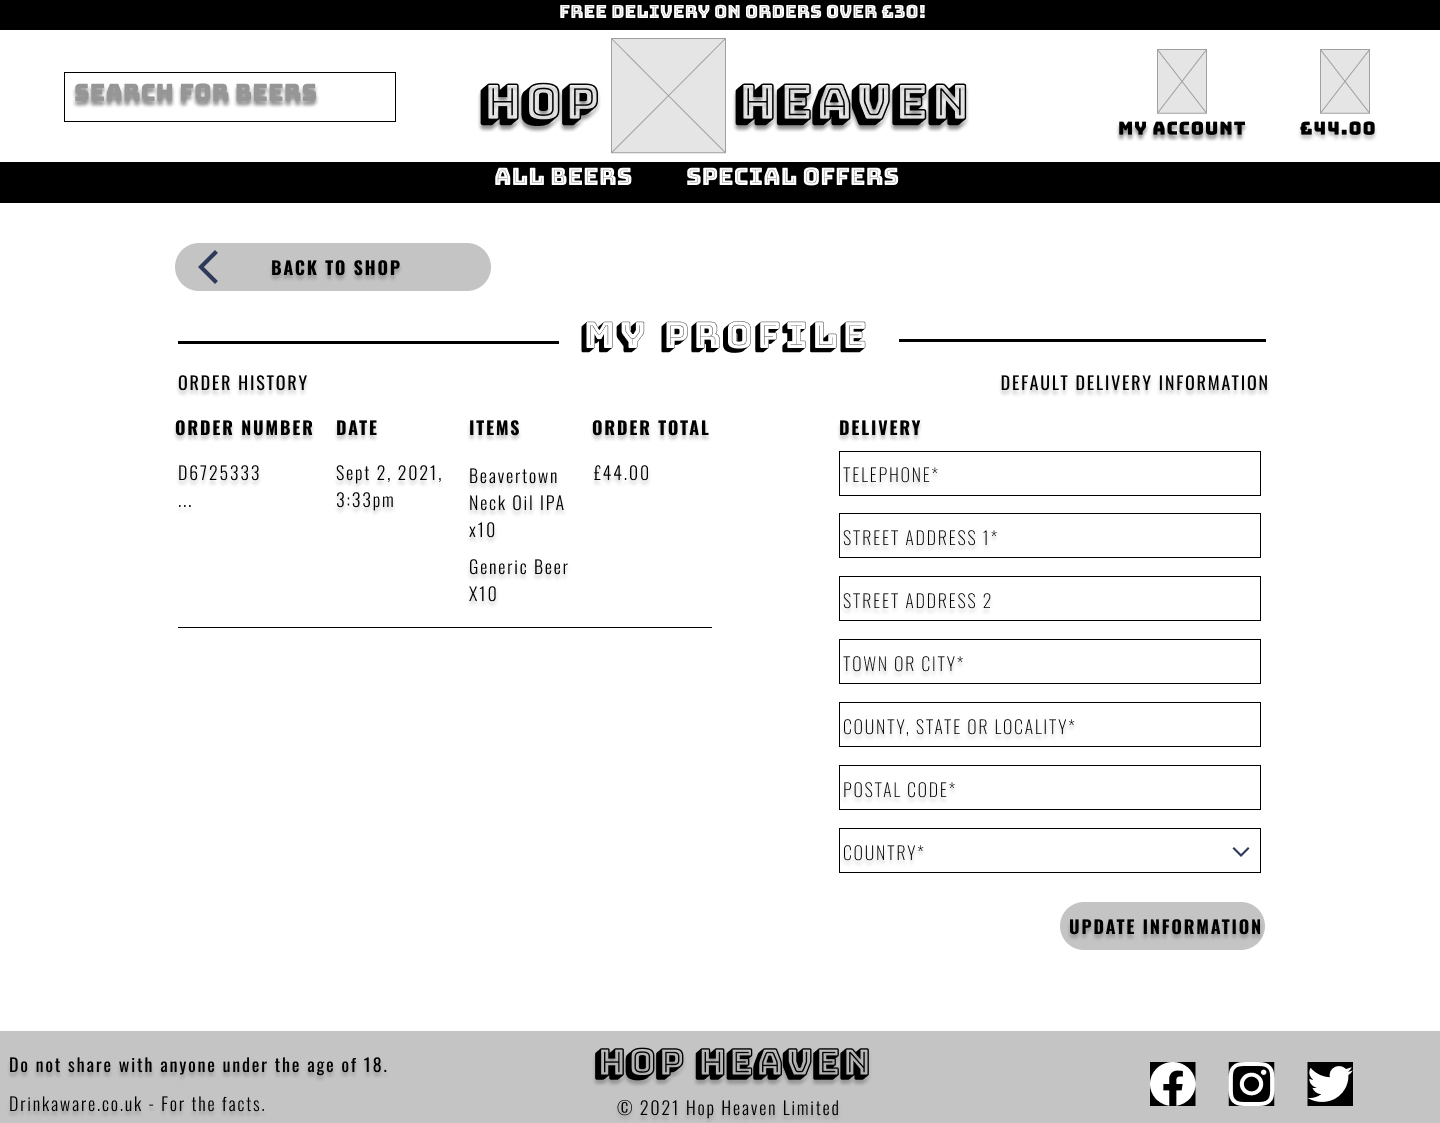 FREE DELIVERY ON ORDERS OVER £30!
SEARCH FOR BEERS
HOP HEAVEN
MY ACCOUNT
£44.00
ALL BEERS SPECIAL OFFERS
BACK TO SHOP
MY PROFILE
ORDER HISTORY
DEFAULT DELIVERY INFORMATION
ORDER NUMBER DATE ITEMS ORDER TOTAL
D6725333
...
Sept 2, 2021,
3:33pm
Beavertown
Neck Oil IPA
x10
Generic Beer
X10
£44.00
DELIVERY
TELEPHONE*
STREET ADDRESS 1*
STREET ADDRESS 2
TOWN OR CITY*
COUNTY, STATE OR LOCALITY*
POSTAL CODE*
COUNTRY*
UPDATE INFORMATION
Do not share with anyone under the age of 18.
Drinkaware.co.uk - For the facts.
HOP HEAVEN
© 2021 Hop Heaven Limited